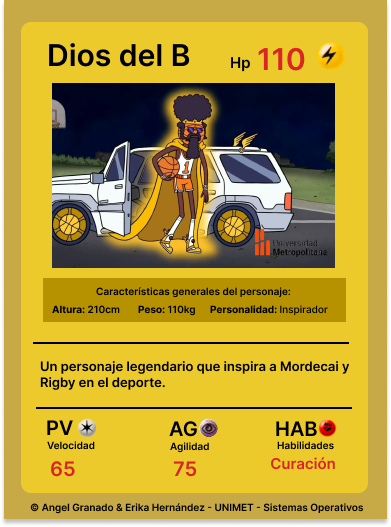 Dios del B
Hp 110
1
Universidad
Metropolitana
Características generales del personaje:
Altura: 210cm Peso: 110kg Personalidad: Inspirador
Un personaje legendario que inspira a Mordecai y
Rigby en el deporte.
PV AG HAB
Velocidad Agilidad Habilidades
65 75 Curación
© Angel Granado & Erika Hernández - UNIMET - Sistemas Operativos